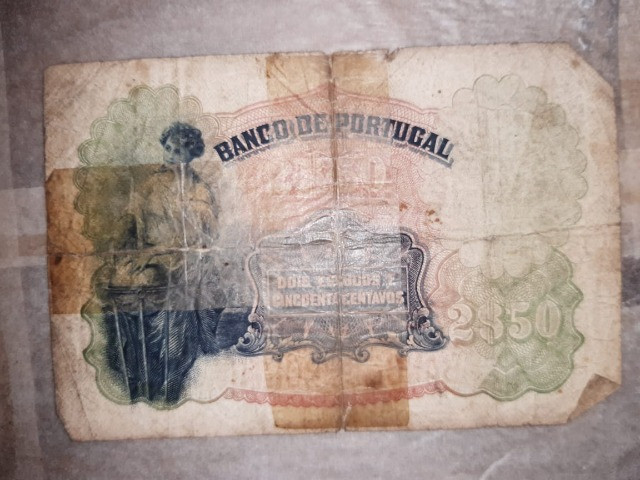 BANCO DE PORTUGAL
DOIS ESCUDOS E
CINCOENTA CENTAVOS
2$50